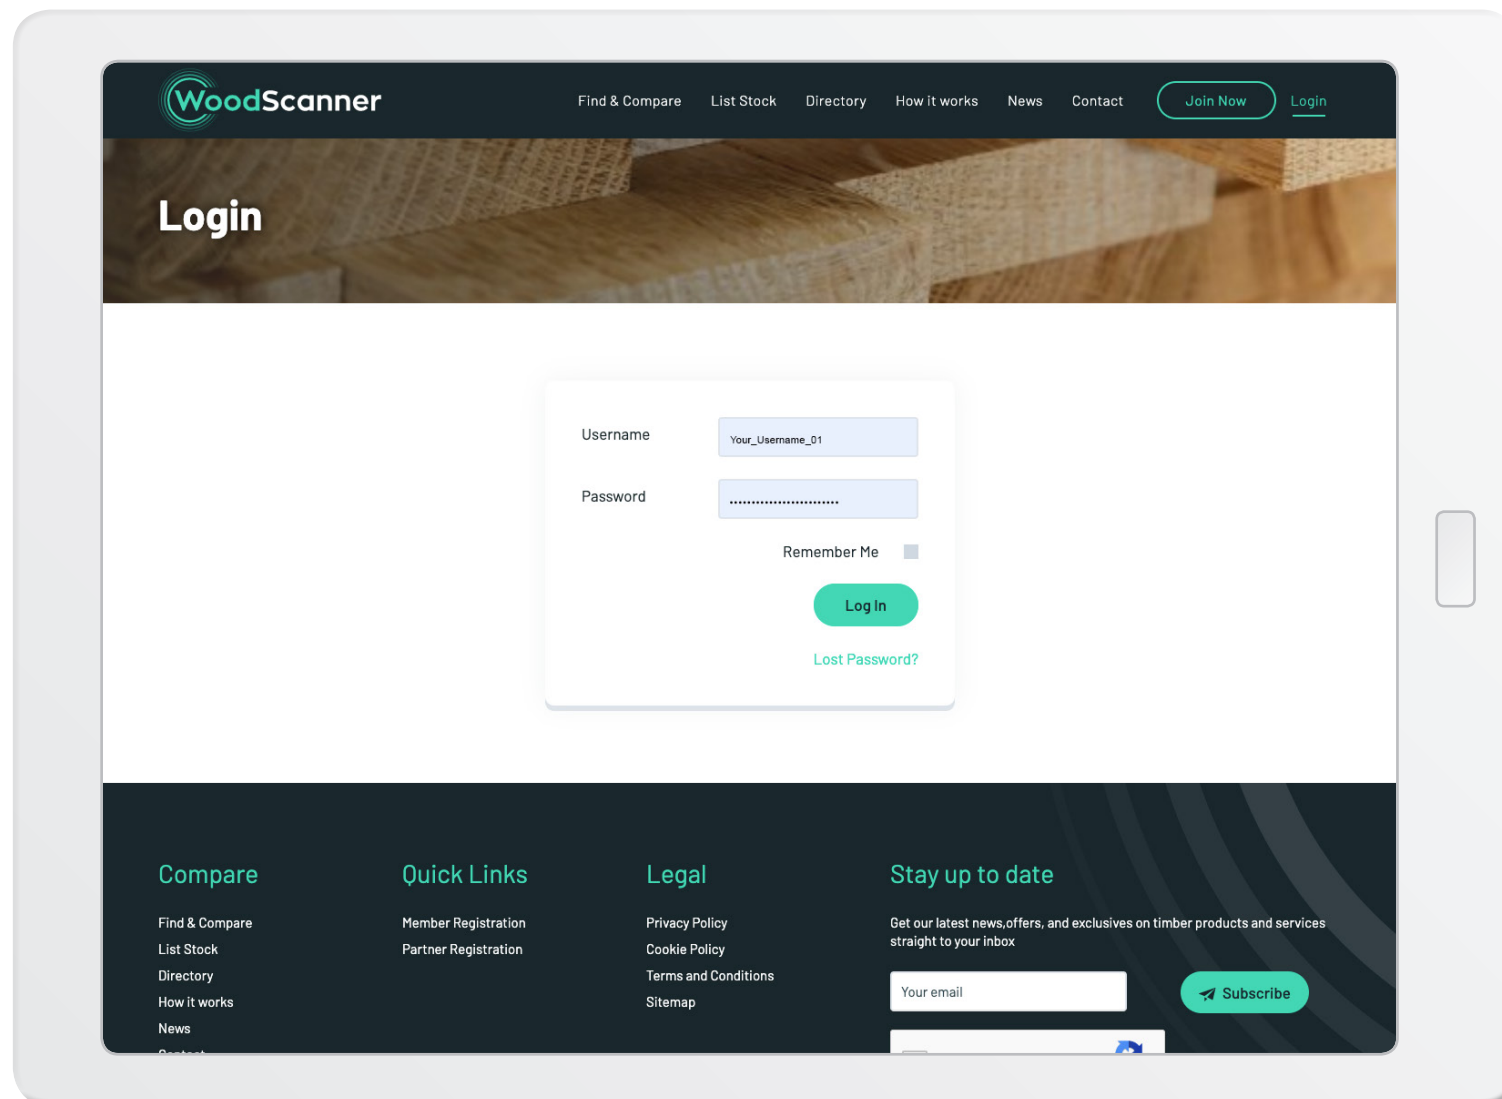 WoodScanner
Find & Compare List Stock Directory How it works News Contact Join Now Login
Login
Username
Your_Username_01
Password
•••••••••••••••••••••••••
Remember Me
Log In
Lost Password?
Compare
Find & Compare
List Stock
Directory
How it works
News
Contact
Quick Links
Member Registration
Partner Registration
Legal
Privacy Policy
Cookie Policy
Terms and Conditions
Sitemap
Stay up to date
Get our latest news,offers, and exclusives on timber products and services
straight to your inbox
Your email
Subscribe